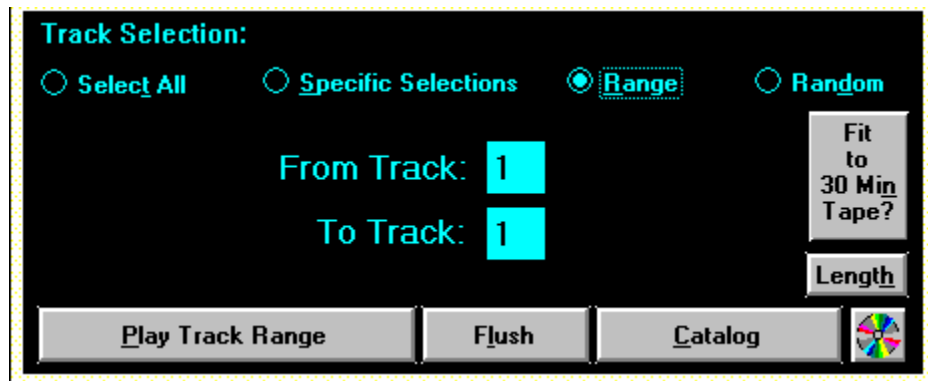 Track Selection:
Select All Specific Selections Range Random
From Track: 1
To Track: 1
Fit
to
30 Min
Tape?
Length
Play Track Range Flush Catalog